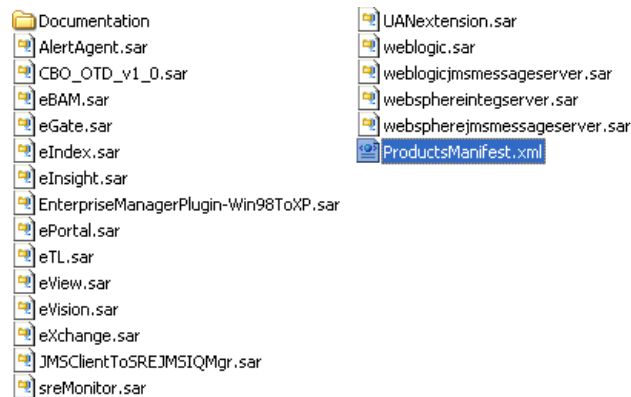 Documentation
AlertAgent.sar
CBO_OTD_v1_0.sar
eBAM.sar
eGate.sar
eIndex.sar
eInsight.sar
EnterpriseManagerPlugin-Win98ToXP.sar
ePortal.sar
eTL.sar
eView.sar
eVision.sar
eXchange.sar
JMSClientToSREJMSIQMgr.sar
sreMonitor.sar
UANextension.sar
weblogic.sar
weblogicjmsmessageserver.sar
websphereintegserver.sar
webspherejmsmessageserver.sar
ProductsManifest.xml